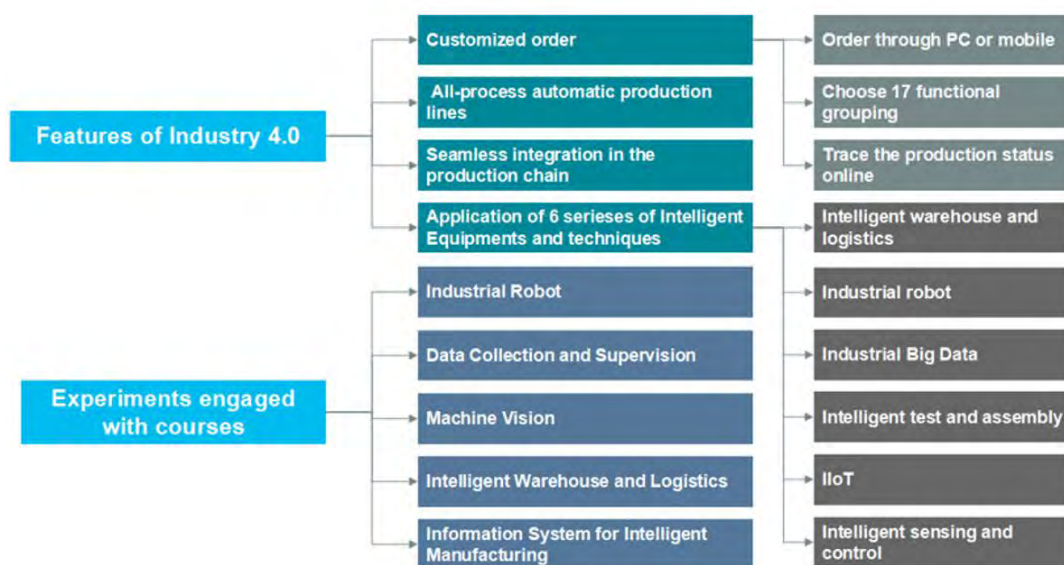 Features of Industry 4.0
Customized order
All-process automatic production
lines
Seamless integration in the
production chain
Application of 6 serieses of Intelligent
Equipments and techniques
Order through PC or mobile
Choose 17 functional
grouping
Trace the production status
online
Intelligent warehouse and
logistics
Industrial robot
Industrial Big Data
Intelligent test and assembly
IIoT
Intelligent sensing and
control
Experiments engaged
with courses
Industrial Robot
Data Collection and Supervision
Machine Vision
Intelligent Warehouse and Logistics
Information System for Intelligent
Manufacturing